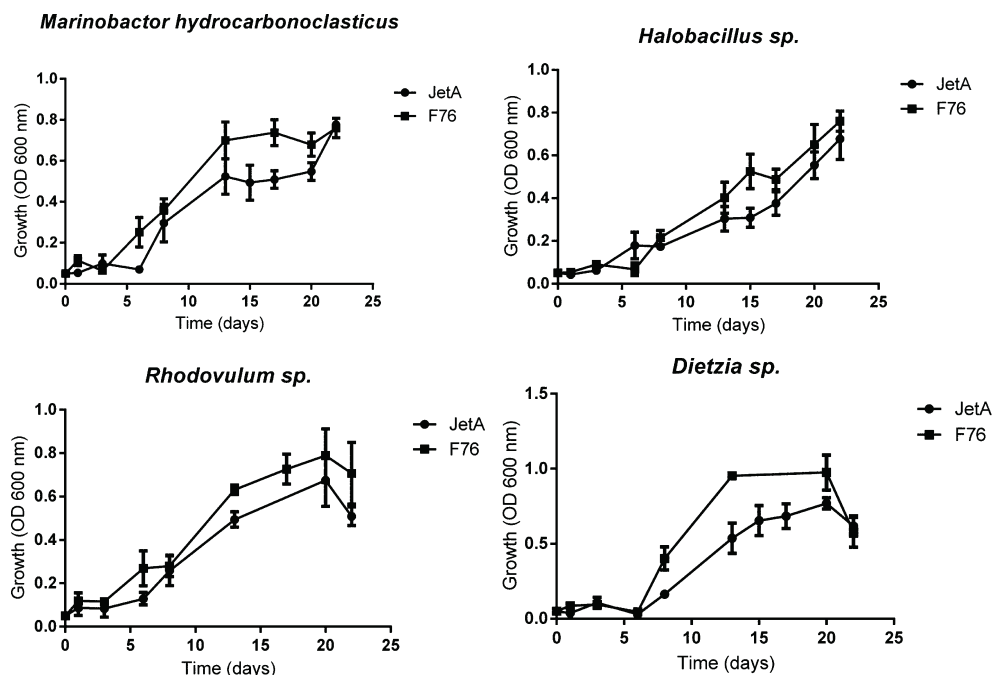 Marinobactor hydrocarbonoclasticus
JetA
F76
Growth (OD 600 nm)
1.0
0.8
0.6
0.4
0.2
0.0
0 5 10 15 20 25
Time (days)
Halobacillus sp.
JetA
F76
Growth (OD 600 nm)
1.0
0.8
0.6
0.4
0.2
0.0
0 5 10 15 20 25
Time (days)
Rhodovulum sp.
JetA
F76
Growth (OD 600 nm)
1.0
0.8
0.6
0.4
0.2
0.0
0 5 10 15 20 25
Time (days)
Dietzia sp.
JetA
F76
Growth (OD 600 nm)
1.5
1.0
0.5
0.0
0 5 10 15 20 25
Time (days)